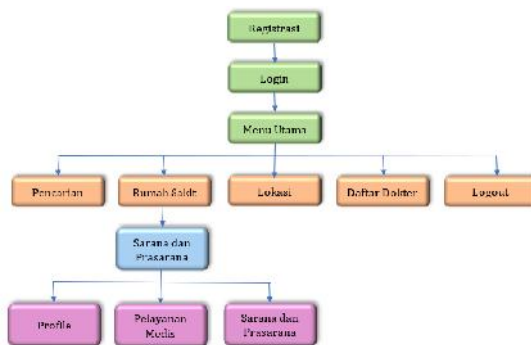 Registrasi
Login
Menu Utama
Pencarian
Rumah Sakit
Lokasi
Daftar Dokter
Logout
Sarana dan
Prasarana
Profile
Pelayanan
Medis
Sarana dan
Prasarana